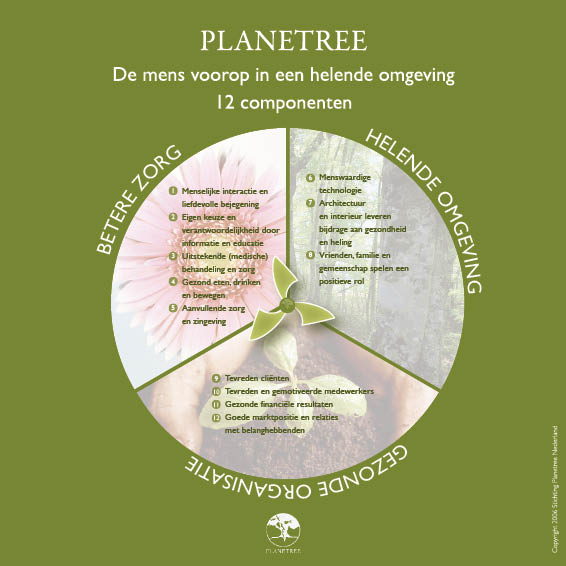 PLANETREE
De mens voorop in een helende omgeving
12 componenten
BETERE ZORG
1 Menselijke interactie en
liefdevolle bejegening
2 Eigen keuze en
verantwoordelijkheid door
informatie en educatie
3 Uitstekende (medische)
behandeling en zorg
4 Gezond eten, drinken
en bewegen
5 Aanvullende zorg
en zingeving
HELENDE OMGEVING
6 Menswaardige
technologie
7 Architectuur
en interieur leveren
bijdrage aan gezondheid
en heling
8 Vrienden, familie en
gemeenschap spelen een
positieve rol
9 Tevreden cliënten
10 Tevreden en gemotiveerde medewerkers
11 Gezonde financiële resultaten
12 Goede marktpositie en relaties
met belanghebbenden
GEZONDE ORGANISATIE
PLANETREE
Copyright 2006 Stichting Planetree Nederland